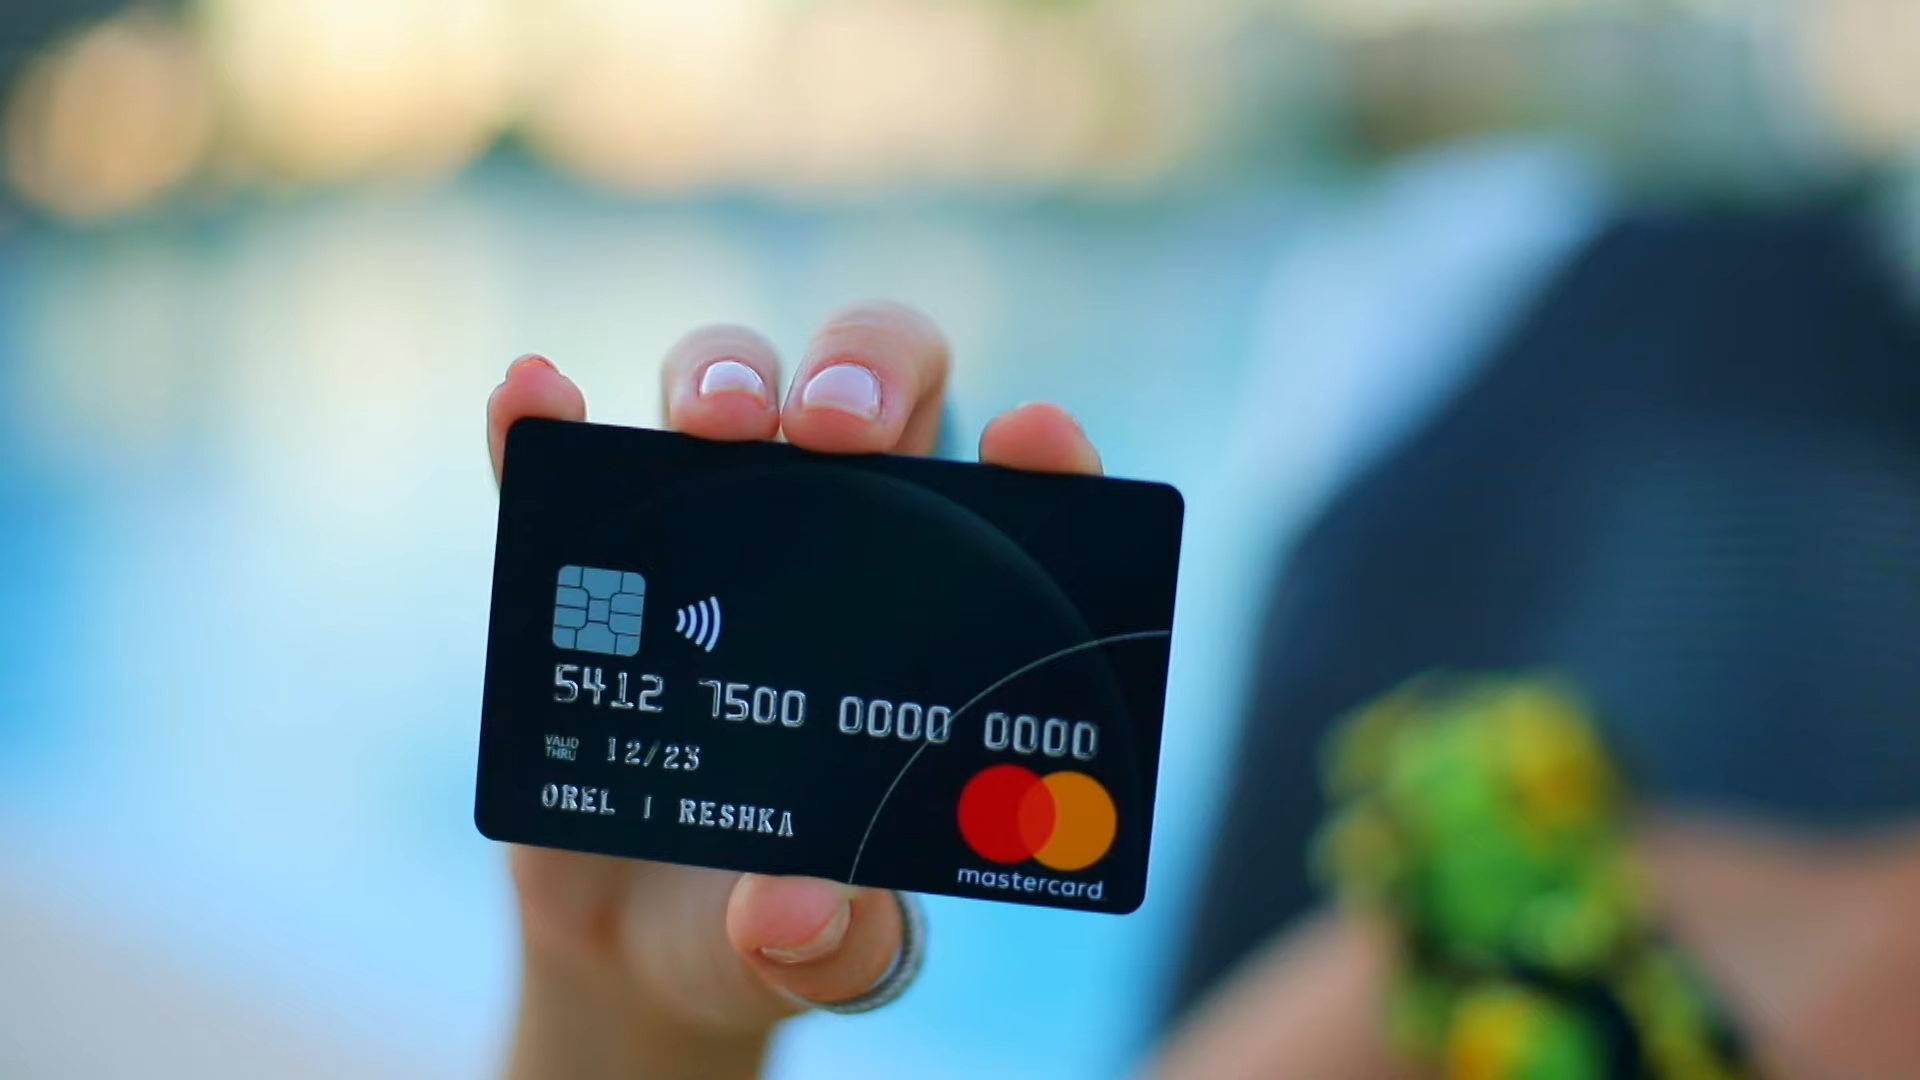 5412 7500 0000 0000
VALID
THRU
12/23
OREL | RESHKA
mastercard